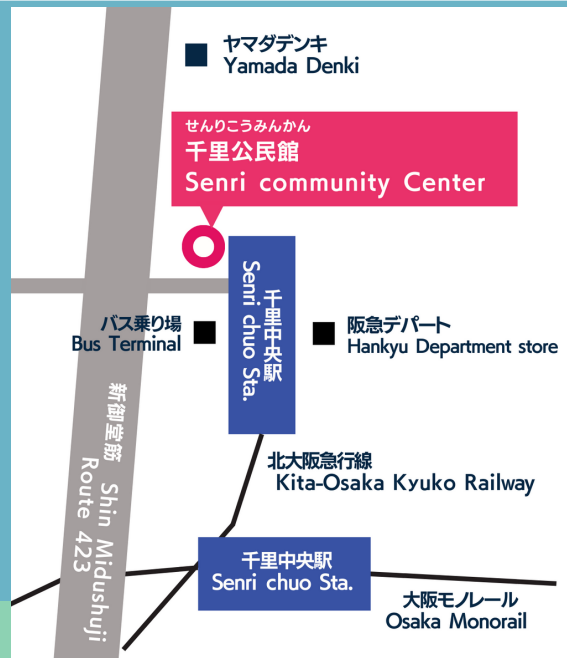 ヤマダデンキ
Yamada Denki
せんりこうみんかん
千里公民館
Senri community Center
千里中央駅
Senri chuo Sta.
バス乗り場
Bus Terminal
阪急デパート
Hankyu Department store
新御堂筋 Shin Midushuji
Route 423
北大阪急行線
Kita-Osaka Kyuko Railway
千里中央駅
Senri chuo Sta.
大阪モノレール
Osaka Monorail